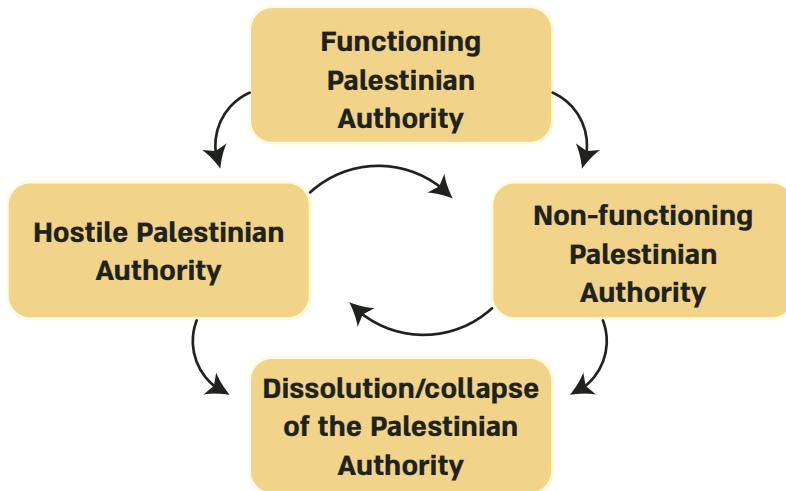 Functioning
Palestinian
Authority
Hostile Palestinian
Authority
Non-functioning
Palestinian
Authority
Dissolution/collapse
of the Palestinian
Authority